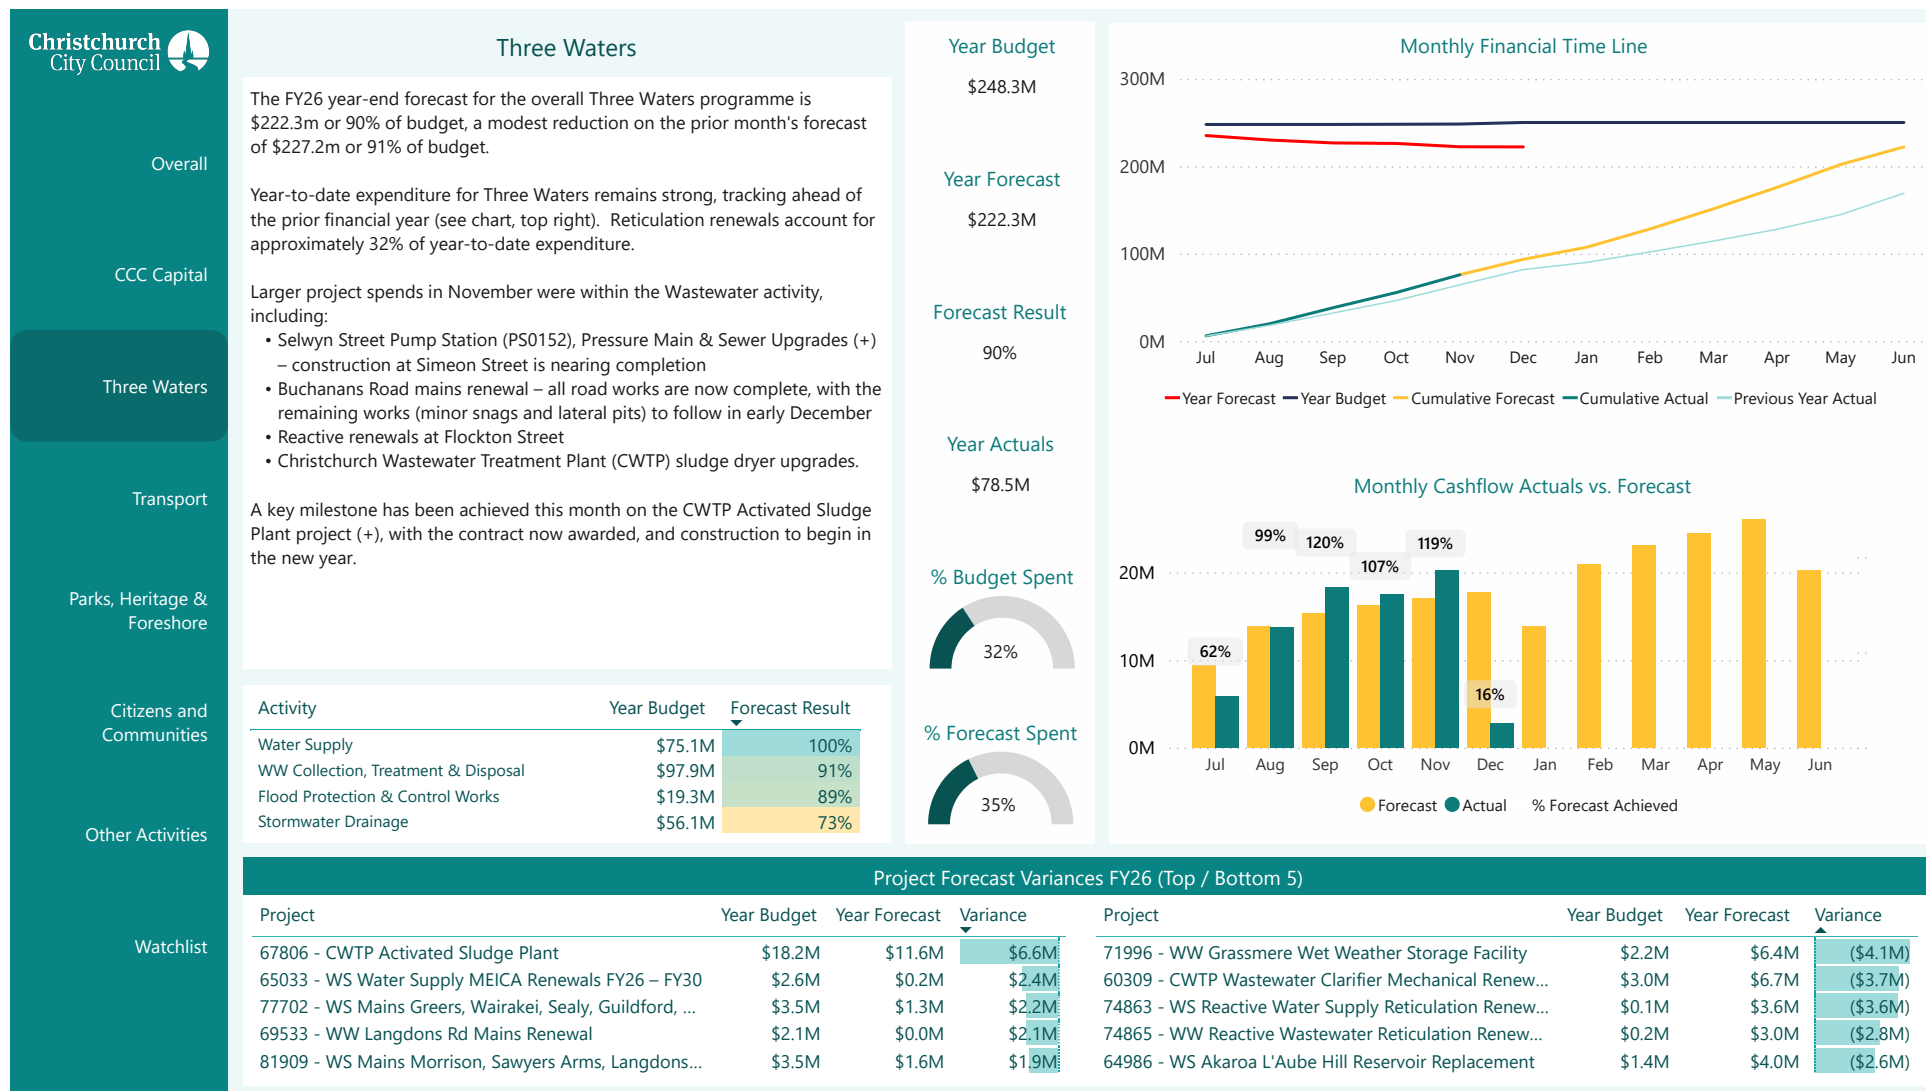 Christchurch
City Council
Overall
CCC Capital
Three Waters
Transport
Parks, Heritage &
Foreshore
Citizens and
Communities
Other Activities
Watchlist
Three Waters
The FY26 year-end forecast for the overall Three Waters programme is
$222.3m or 90% of budget, a modest reduction on the prior month's forecast
of $227.2m or 91% of budget.
Year-to-date expenditure for Three Waters remains strong, tracking ahead of
the prior financial year (see chart, top right).  Reticulation renewals account for
approximately 32% of year-to-date expenditure.
Larger project spends in November were within the Wastewater activity,
including:
• Selwyn Street Pump Station (PS0152), Pressure Main & Sewer Upgrades (+)
– construction at Simeon Street is nearing completion
• Buchanans Road mains renewal – all road works are now complete, with the
remaining works (minor snags and lateral pits) to follow in early December
• Reactive renewals at Flockton Street
• Christchurch Wastewater Treatment Plant (CWTP) sludge dryer upgrades.
A key milestone has been achieved this month on the CWTP Activated Sludge
Plant project (+), with the contract now awarded, and construction to begin in
the new year.
Activity Year Budget Forecast Result
Water Supply $75.1M 100%
WW Collection, Treatment & Disposal $97.9M 91%
Flood Protection & Control Works $19.3M 89%
Stormwater Drainage $56.1M 73%
Year Budget
$248.3M
Year Forecast
$222.3M
Forecast Result
90%
Year Actuals
$78.5M
% Budget Spent
32%
% Forecast Spent
35%
Monthly Financial Time Line
300M
200M
100M
0M
Jul Aug Sep Oct Nov Dec Jan Feb Mar Apr May Jun
Year Forecast Year Budget Cumulative Forecast Cumulative Actual Previous Year Actual
Monthly Cashflow Actuals vs. Forecast
99% 120% 119%
107%
20M
62%
10M
16%
0M
Jul Aug Sep Oct Nov Dec Jan Feb Mar Apr May Jun
Forecast Actual % Forecast Achieved
Project Forecast Variances FY26 (Top / Bottom 5)
Project Year Budget Year Forecast Variance
67806 - CWTP Activated Sludge Plant $18.2M $11.6M $6.6M
65033 - WS Water Supply MEICA Renewals FY26 – FY30 $2.6M $0.2M $2.4M
77702 - WS Mains Greers, Wairakei, Sealy, Guildford, ... $3.5M $1.3M $2.2M
69533 - WW Langdons Rd Mains Renewal $2.1M $0.0M $2.1M
81909 - WS Mains Morrison, Sawyers Arms, Langdons... $3.5M $1.6M $1.9M
Project Year Budget Year Forecast Variance
71996 - WW Grassmere Wet Weather Storage Facility $2.2M $6.4M ($4.1M)
60309 - CWTP Wastewater Clarifier Mechanical Renew... $3.0M $6.7M ($3.7M)
74863 - WS Reactive Water Supply Reticulation Renew... $0.1M $3.6M ($3.6M)
74865 - WW Reactive Wastewater Reticulation Renew... $0.2M $3.0M ($2.8M)
64986 - WS Akaroa L'Aube Hill Reservoir Replacement $1.4M $4.0M ($2.6M)